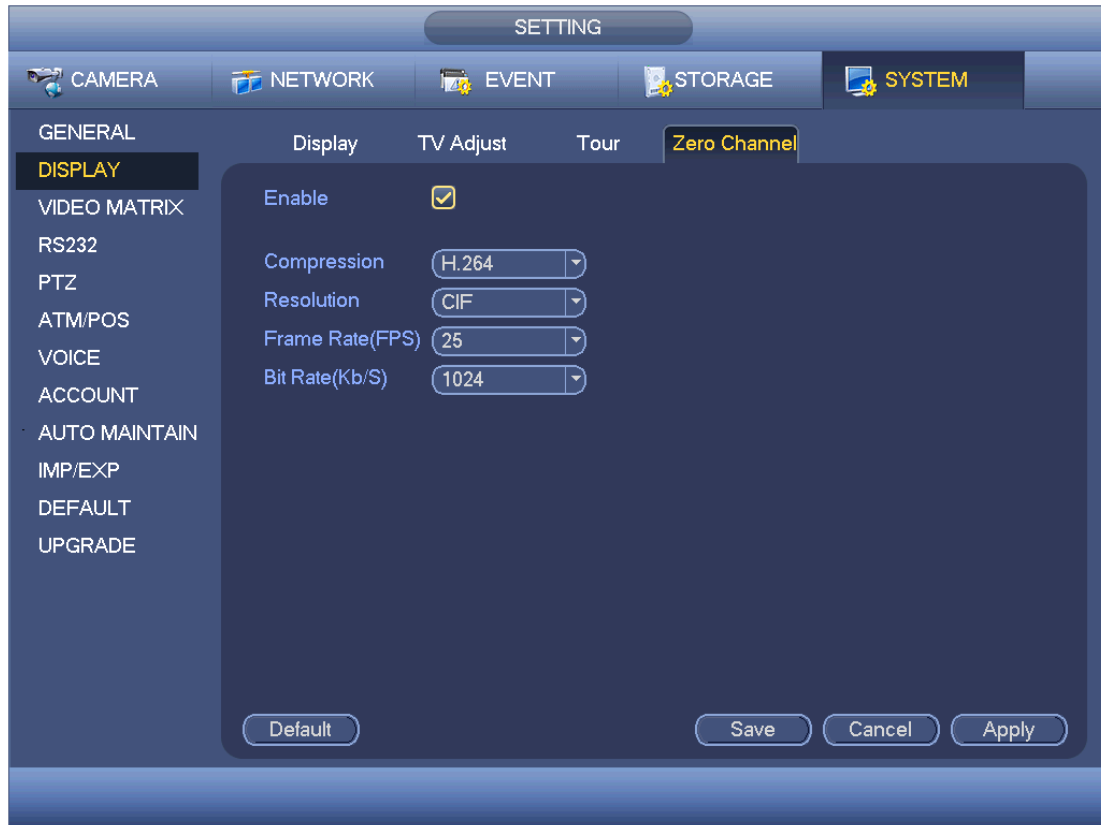 SETTING
CAMERA NETWORK EVENT STORAGE SYSTEM
GENERAL
DISPLAY
VIDEO MATRIX
RS232
PTZ
ATM/POS
VOICE
ACCOUNT
AUTO MAINTAIN
IMP/EXP
DEFAULT
UPGRADE
Display TV Adjust Tour Zero Channel
Enable
Compression H.264
Resolution CIF
Frame Rate(FPS) 25
Bit Rate(Kb/S) 1024
Default Save Cancel Apply